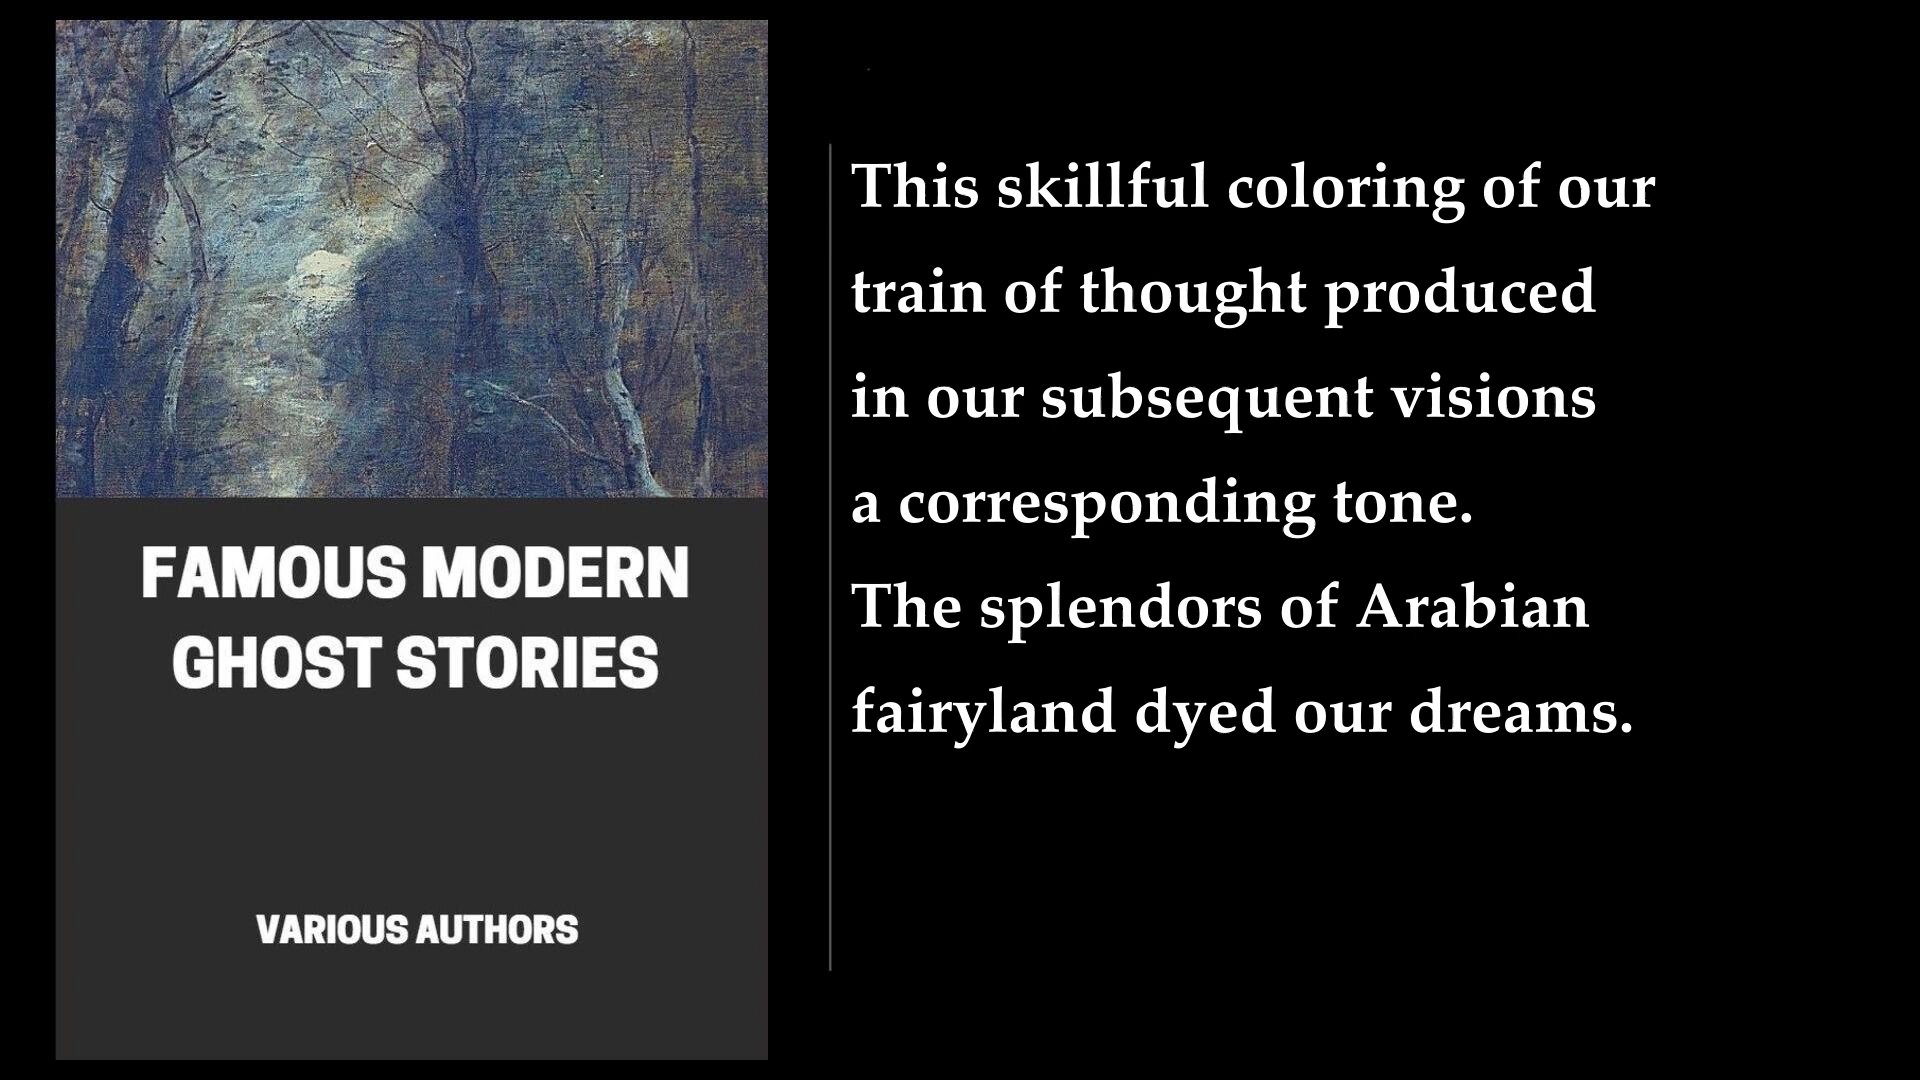 FAMOUS MODERN
GHOST STORIES
VARIOUS AUTHORS
This skillful coloring of our
train of thought produced
in our subsequent visions
a corresponding tone.
The splendors of Arabian
fairyland dyed our dreams.